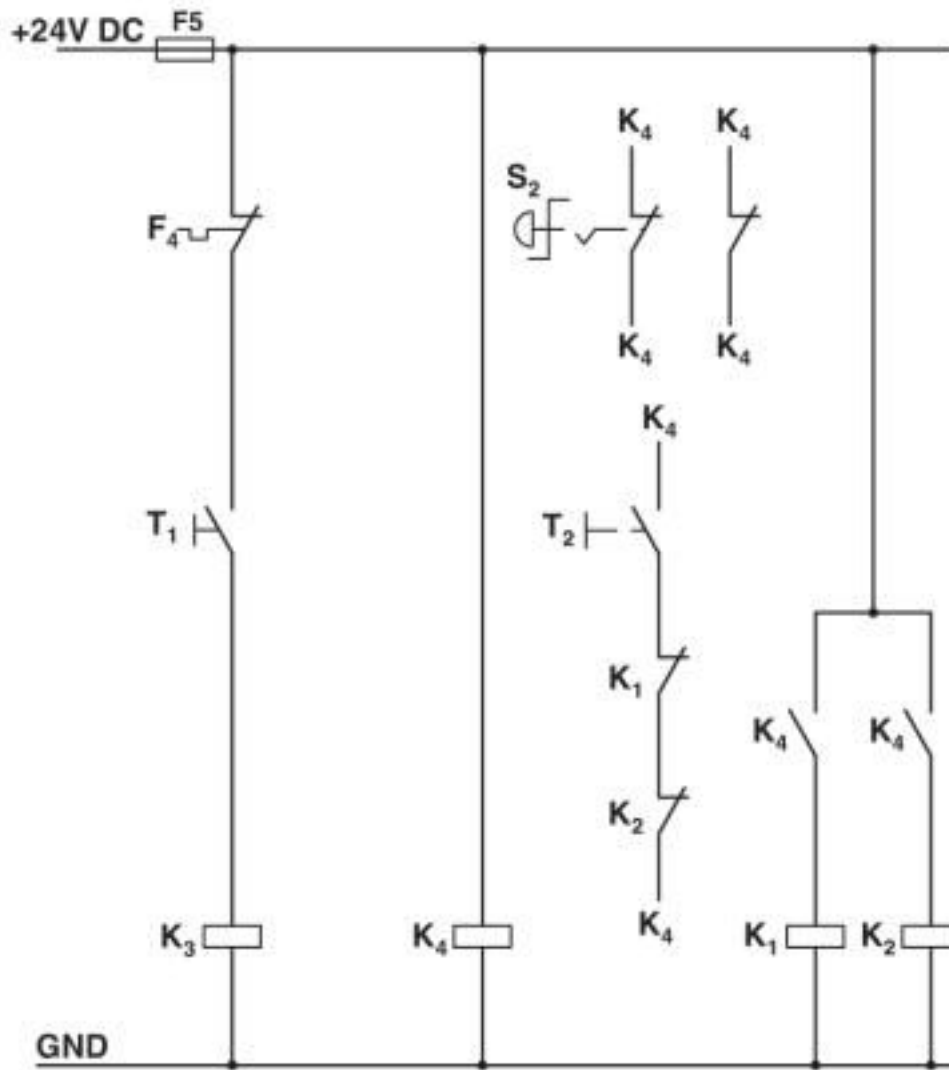 +24V DC F5
K₄ K₄
S₂
F₄
K₄ K₄
K₄
T₁ T₂
K₁
K₄ K₄
K₂
K₃ K₄ K₄ K₁ K₂
GND